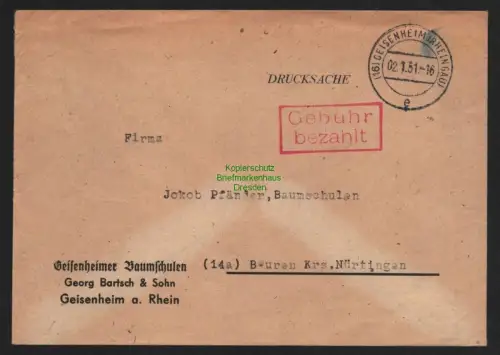 (16) GEISENHEIM (RHEINGAU)
02.1.51.-16
e
DRUCKSACHE
Gebühr
bezahlt
Firma
Kopierschutz
Briefmarkenhaus
Dresden
Jokob Pfänder, Baumschulen
Geisenheimer Baumschulen
Georg Bartsch & Sohn
Geisenheim a. Rhein
(14a) Beuren Krs.Nürtingen